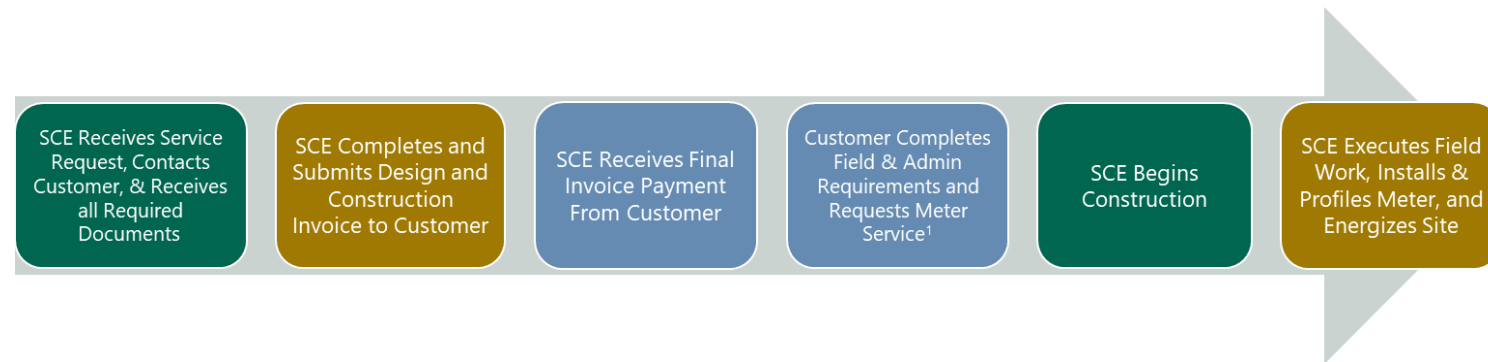 SCE Receives Service
Request, Contacts
Customer, & Receives
all Required
Documents
SCE Completes and
Submits Design and
Construction
Invoice to Customer
SCE Receives Final
Invoice Payment
From Customer
Customer Completes
Field & Admin
Requirements and
Requests Meter
Service¹
SCE Begins
Construction
SCE Executes Field
Work, Installs &
Profiles Meter, and
Energizes Site